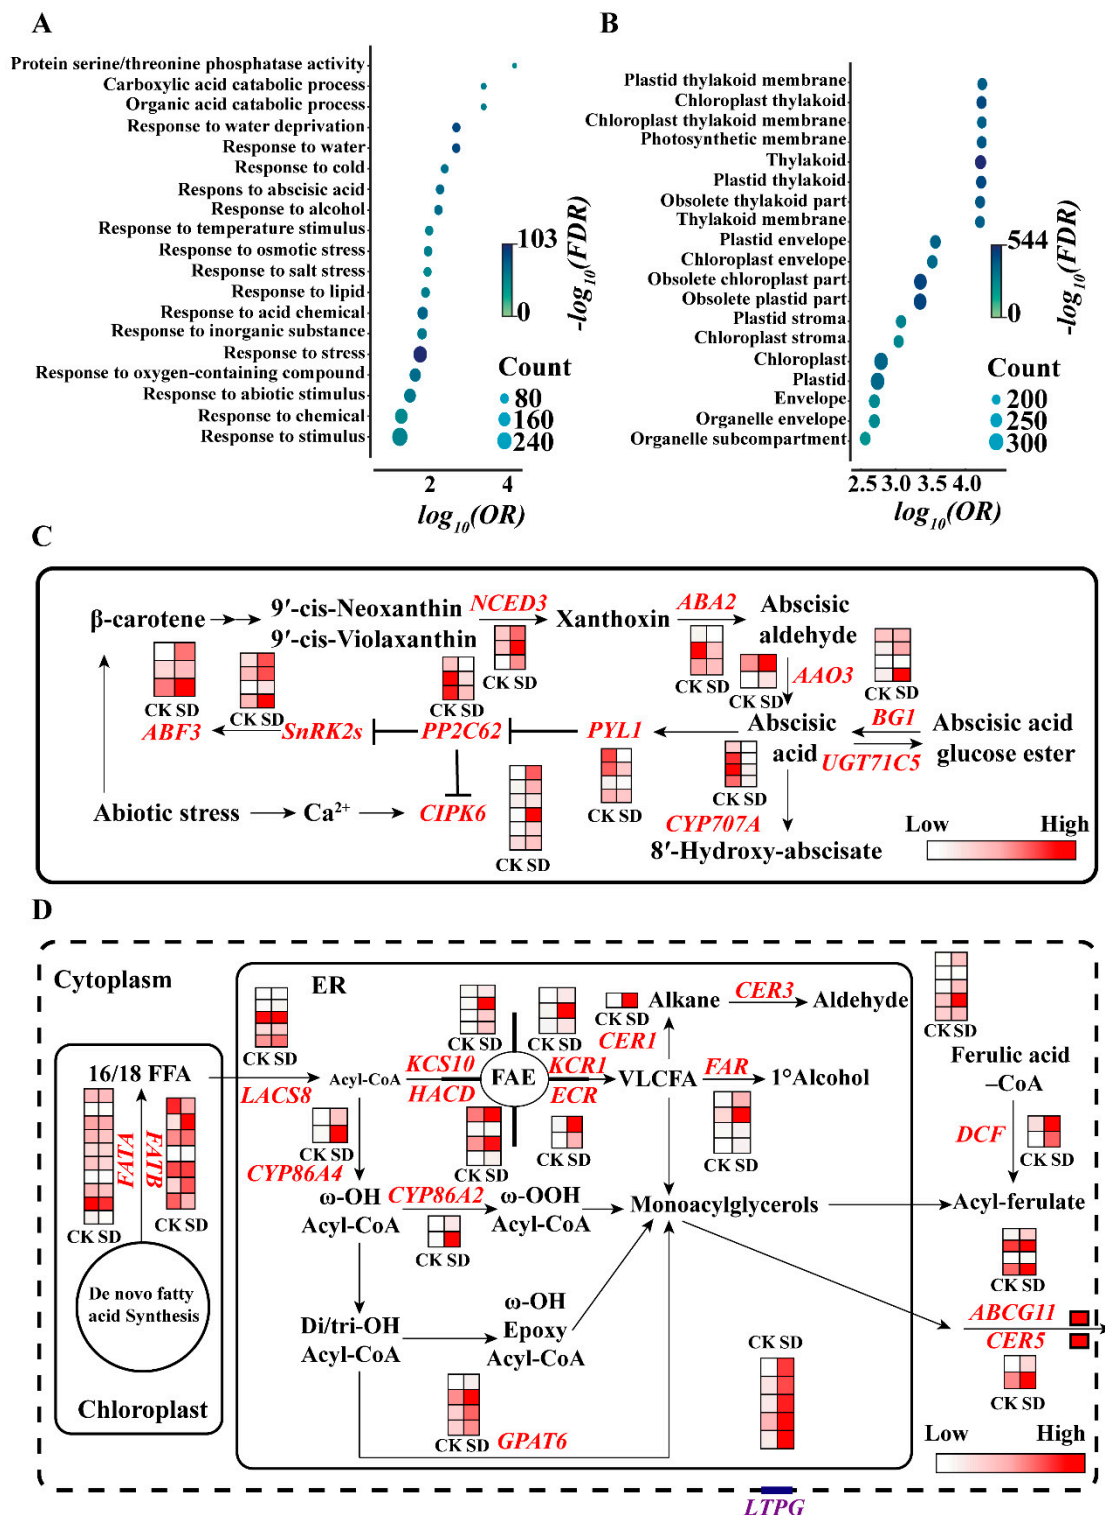 A
Protein serine/threonine phosphatase activity
Carboxylic acid catabolic process
Organic acid catabolic process
Response to water deprivation
Response to water
Response to cold
Respons to abscisic acid
Response to alcohol
Response to temperature stimulus
Response to osmotic stress
Response to salt stress
Response to lipid
Response to acid chemical
Response to inorganic substance
Response to stress
Response to oxygen-containing compound
Response to abiotic stimulus
Response to chemical
Response to stimulus
103
0
-log10(FDR)
Count
80
160
240
2 4
log10(OR)
B
Plastid thylakoid membrane
Chloroplast thylakoid
Chloroplast thylakoid membrane
Photosynthetic membrane
Thylakoid
Plastid thylakoid
Obsolete thylakoid part
Thylakoid membrane
Plastid envelope
Chloroplast envelope
Obsolete chloroplast part
Obsolete plastid part
Plastid stroma
Chloroplast stroma
Chloroplast
Plastid
Envelope
Organelle envelope
Organelle subcompartment
544
0
-log10(FDR)
Count
200
250
300
2.5 3.0 3.5 4.0
log10(OR)
C
β-carotene
9′-cis-Neoxanthin
9′-cis-Violaxanthin
NCED3
CK SD
Xanthoxin
ABA2
CK SD
Abscisic
aldehyde
CK SD
AAO3
CK SD
CK SD
ABF3
CK SD
SnRK2s
CK SD
PP2C62
PYL1
CK SD
Abscisic
acid
BG1
UGT71C5
Abscisic acid
glucose ester
Abiotic stress
Ca2+
CIPK6
CK SD
CK SD
CYP707A
8′-Hydroxy-abscisate
Low High
D
Cytoplasm
ER
CK SD
CK SD
CK SD
CK SD
CER1
Alkane
CER3
Aldehyde
CK SD
16/18 FFA
LACS8
Acyl-CoA
KCS10
HACD
FAE
KCR1
ECR
VLCFA
FAR
1°Alcohol
Ferulic acid
–CoA
FATA
FATB
CK SD
CK SD
CK SD
CYP86A4
CK SD
CK SD
CK SD
DCF
CK SD
ω-OH
Acyl-CoA
CYP86A2
CK SD
ω-OOH
Acyl-CoA
Monoacylglycerols
Acyl-ferulate
CK SD
De novo fatty
acid Synthesis
Chloroplast
Di/tri-OH
Acyl-CoA
ω-OH
Epoxy
Acyl-CoA
CK SD
ABCG11
CER5
CK SD
CK SD
GPAT6
Low High
LTPG